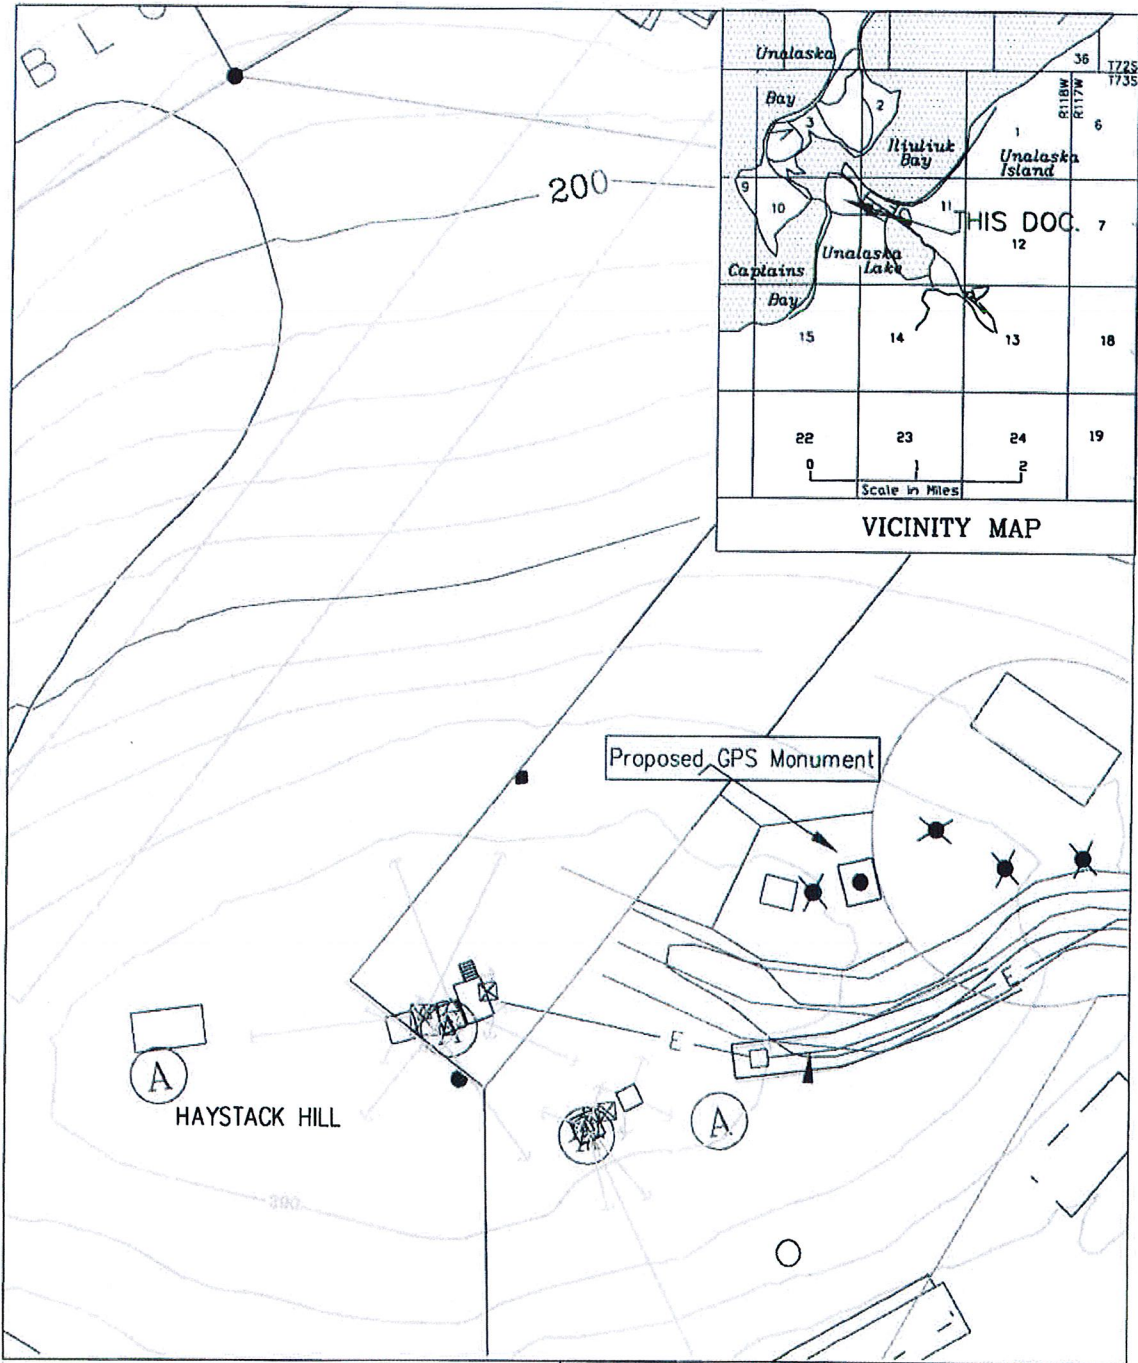 BLO
200
Unalaska
Bay
36
T72S
T73S
R118W
R117W
2
3
1
6
Iliuliuk
Bay
Unalaska
Island
9
10
11
THIS DOC.
7
12
Unalaska
Lake
Captains
Bay
15
14
13
18
22
23
24
19
0
1
2
Scale in Miles
VICINITY MAP
Proposed GPS Monument
E
E
A
A
A
A
HAYSTACK HILL
300